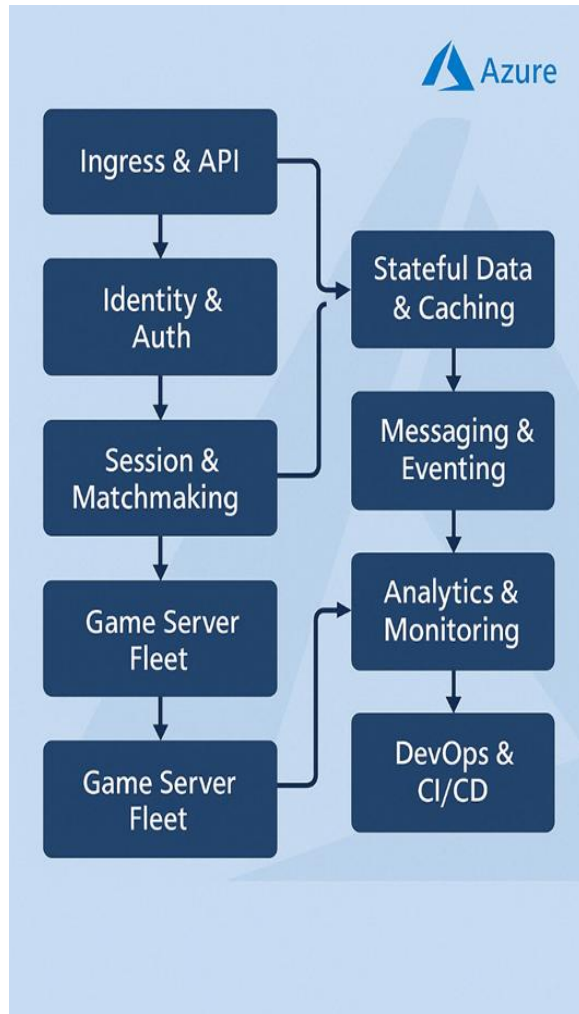 Azure
Ingress & API
Identity &
Auth
Session &
Matchmaking
Game Server
Fleet
Game Server
Fleet
Stateful Data
& Caching
Messaging &
Eventing
Analytics &
Monitoring
DevOps &
CI/CD